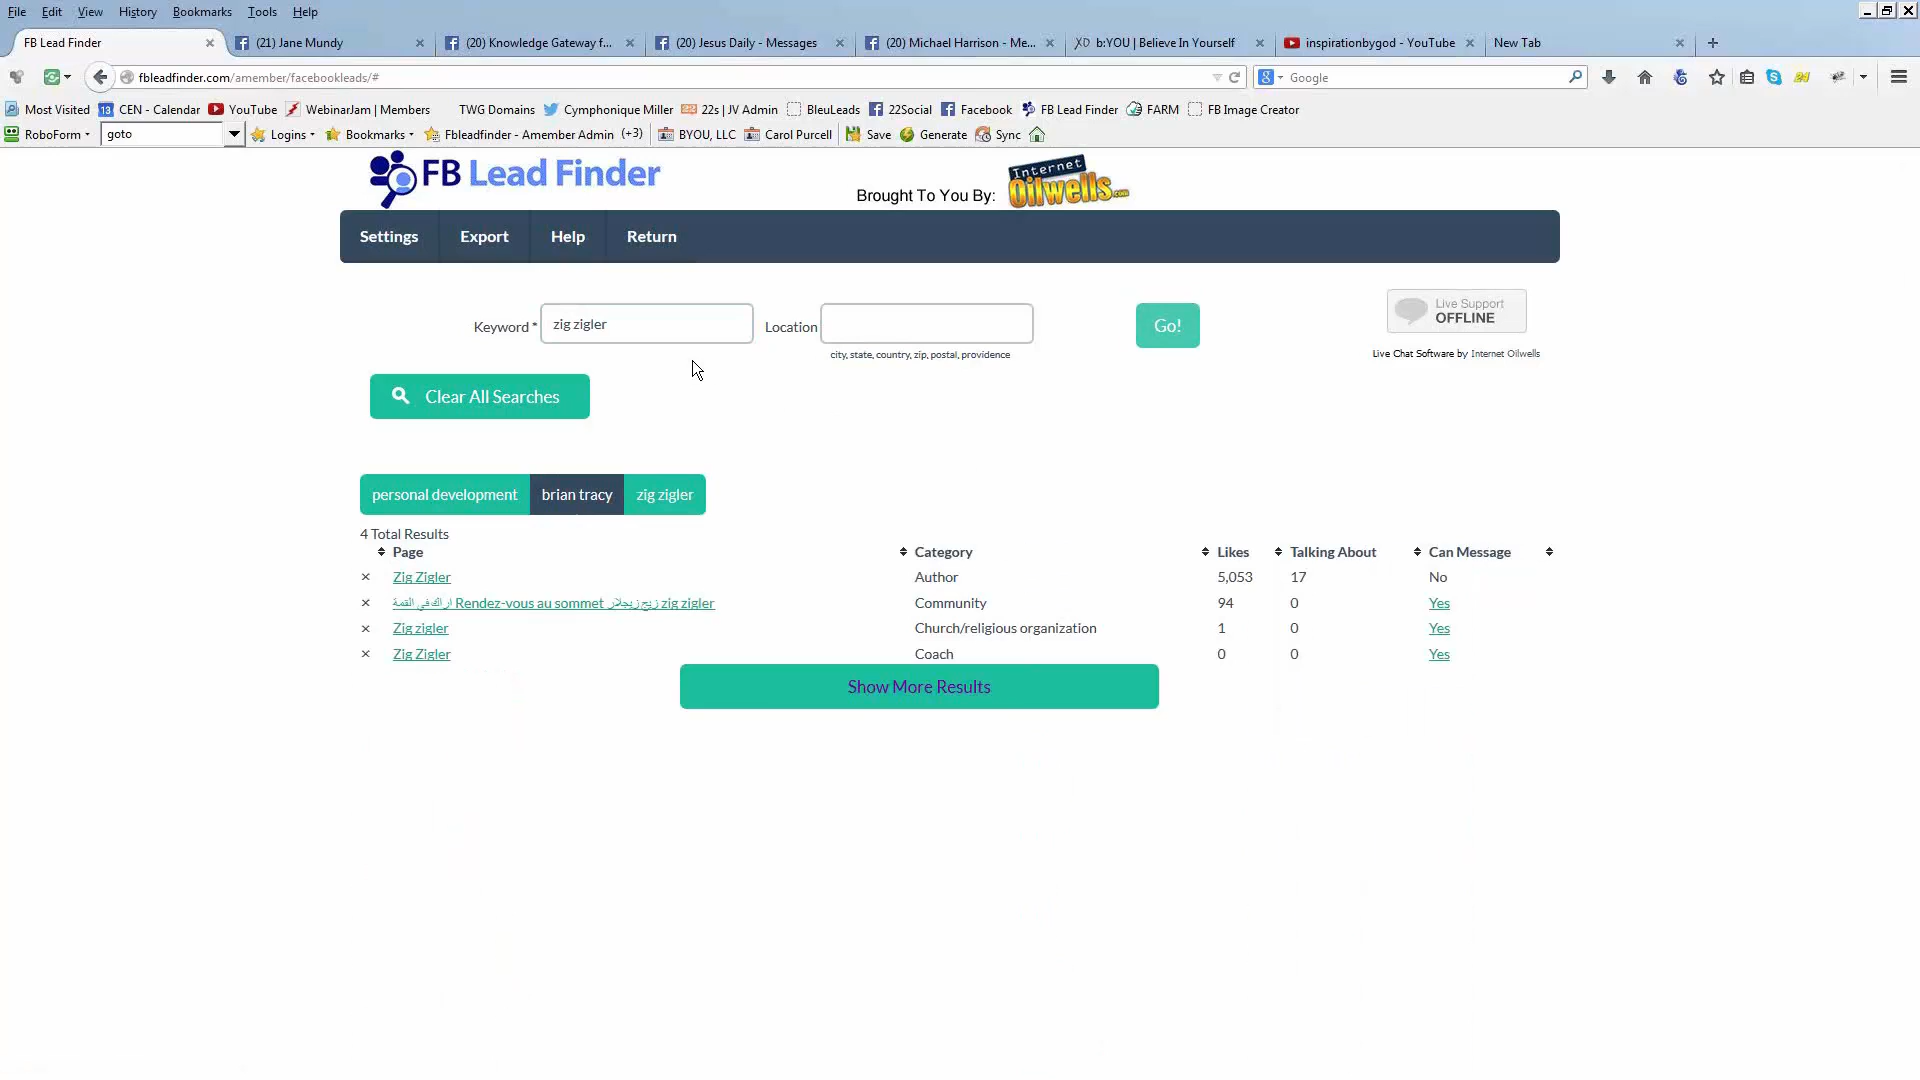 File Edit View History Bookmarks Tools Help
FB Lead Finder × (21) Jane Mundy × (20) Knowledge Gateway f... × (20) Jesus Daily - Messages × (20) Michael Harrison - Me... × b:YOU | Believe In Yourself × inspirationbygod - YouTube × New Tab × +
fbleadfinder.com/amember/facebookleads/# Google
Most Visited CEN - Calendar YouTube WebinarJam | Members TWG Domains Cymphonique Miller 22s | JV Admin BleuLeads 22Social Facebook FB Lead Finder FARM FB Image Creator
RoboForm goto Logins Bookmarks Fbleadfinder - Amember Admin (+3) BYOU, LLC Carol Purcell Save Generate Sync
FB Lead Finder
Brought To You By: Internet Oilwells.com
Settings Export Help Return
Keyword * zig zigler Location Go!
city, state, country, zip, postal, providence
Live Support
OFFLINE
Live Chat Software by Internet Oilwells
Clear All Searches
personal development brian tracy zig zigler
4 Total Results
Page Category Likes Talking About Can Message
× Zig Zigler Author 5,053 17 No
× اراك في القمة Rendez-vous au sommet زيج زيجلار zig zigler Community 94 0 Yes
× Zig zigler Church/religious organization 1 0 Yes
× Zig Zigler Coach 0 0 Yes
Show More Results